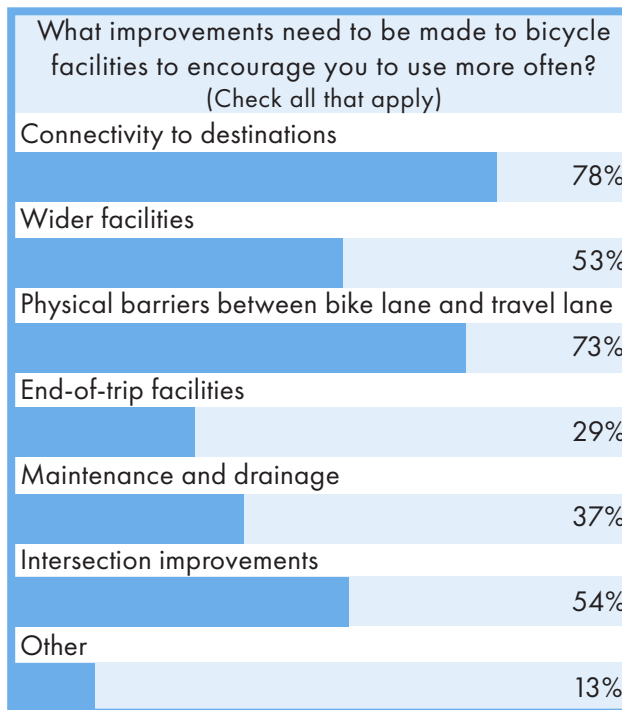 What improvements need to be made to bicycle
facilities to encourage you to use more often?
(Check all that apply)
Connectivity to destinations
78%
Wider facilities
53%
Physical barriers between bike lane and travel lane
73%
End-of-trip facilities
29%
Maintenance and drainage
37%
Intersection improvements
54%
Other
13%